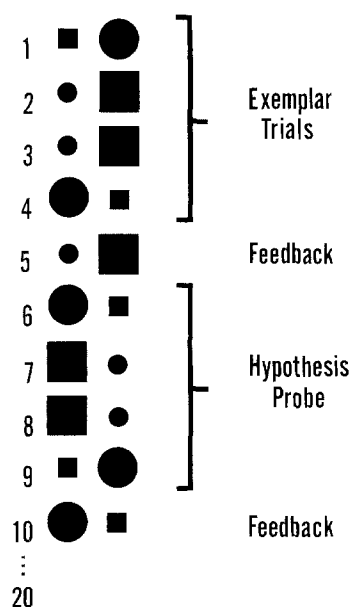 1
2
3
Exemplar
Trials
4
5 Feedback
6
7
Hypothesis
Probe
8
9
10 Feedback
⋮
20